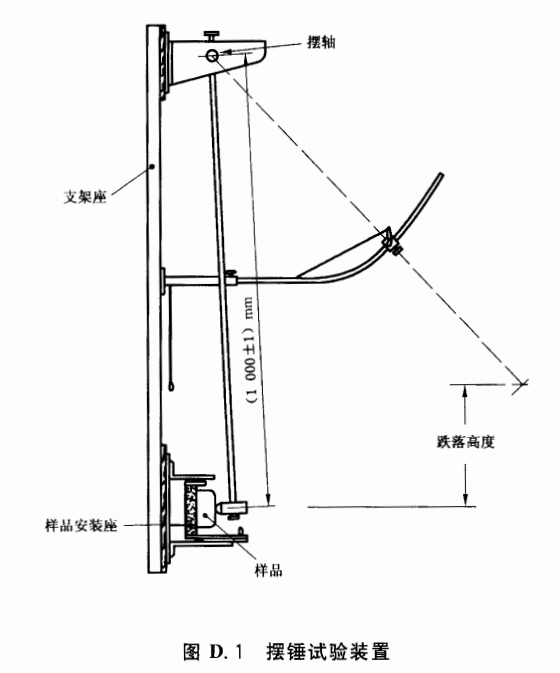 摆轴
支架座
(1 000±1) mm
跌落高度
样品安装座
样品
图 D.1 摆锤试验装置